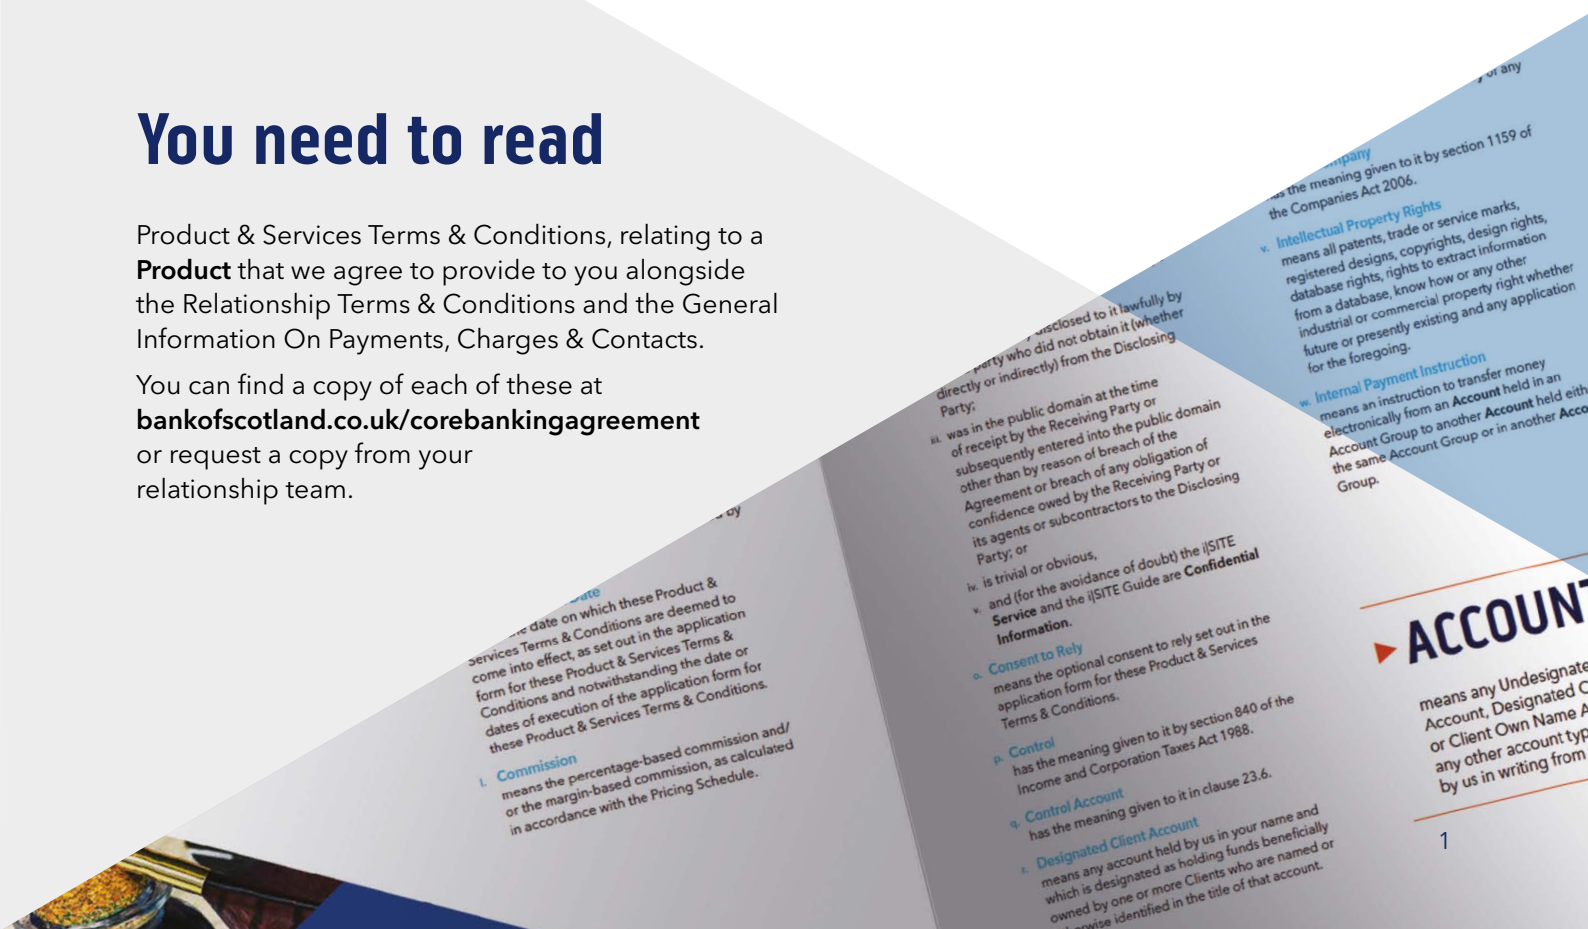 You need to read
Product & Services Terms & Conditions, relating to a
Product that we agree to provide to you alongside
the Relationship Terms & Conditions and the General
Information On Payments, Charges & Contacts.
You can find a copy of each of these at
bankofscotland.co.uk/corebankingagreement
or request a copy from your
relationship team.
by
Date
date on which these Product &
Services Terms & Conditions are deemed to
come into effect, as set out in the application
form for these Product & Services Terms &
Conditions and notwithstanding the date or
dates of execution of the application form for
these Product & Services Terms & Conditions.
l. Commission
means the percentage-based commission and/
or the margin-based commission, as calculated
in accordance with the Pricing Schedule.
disclosed to it lawfully by
party who did not obtain it (whether
directly or indirectly) from the Disclosing
Party;
iii. was in the public domain at the time
of receipt by the Receiving Party or
subsequently entered into the public domain
other than by reason of breach of the
Agreement or breach of any obligation of
confidence owed by the Receiving Party or
its agents or subcontractors to the Disclosing
Party; or
iv. is trivial or obvious,
v. and (for the avoidance of doubt) the i|SITE
Service and the i|SITE Guide are Confidential
Information.
o. Consent to Rely
means the optional consent to rely set out in the
application form for these Product & Services
Terms & Conditions.
p. Control
has the meaning given to it by section 840 of the
Income and Corporation Taxes Act 1988.
q. Control Account
has the meaning given to it in clause 23.6.
r. Designated Client Account
means any account held by us in your name and
which is designated as holding funds beneficially
owned by one or more Clients who are named or
identified in the title of that account.
of any
has the meaning given to it by section 1159 of
the Companies Act 2006.
v. Intellectual Property Rights
means all patents, trade or service marks,
registered designs, copyrights, design rights,
database rights, rights to extract information
from a database, know how or any other
industrial or commercial property right whether
future or presently existing and any application
for the foregoing.
w. Internal Payment Instruction
means an instruction to transfer money
electronically from an Account held in an
Account Group to another Account held eith
the same Account Group or in another Acco
Group.
ACCOUNT
means any Undesignate
Account, Designated C
or Client Own Name A
any other account typ
by us in writing from
1